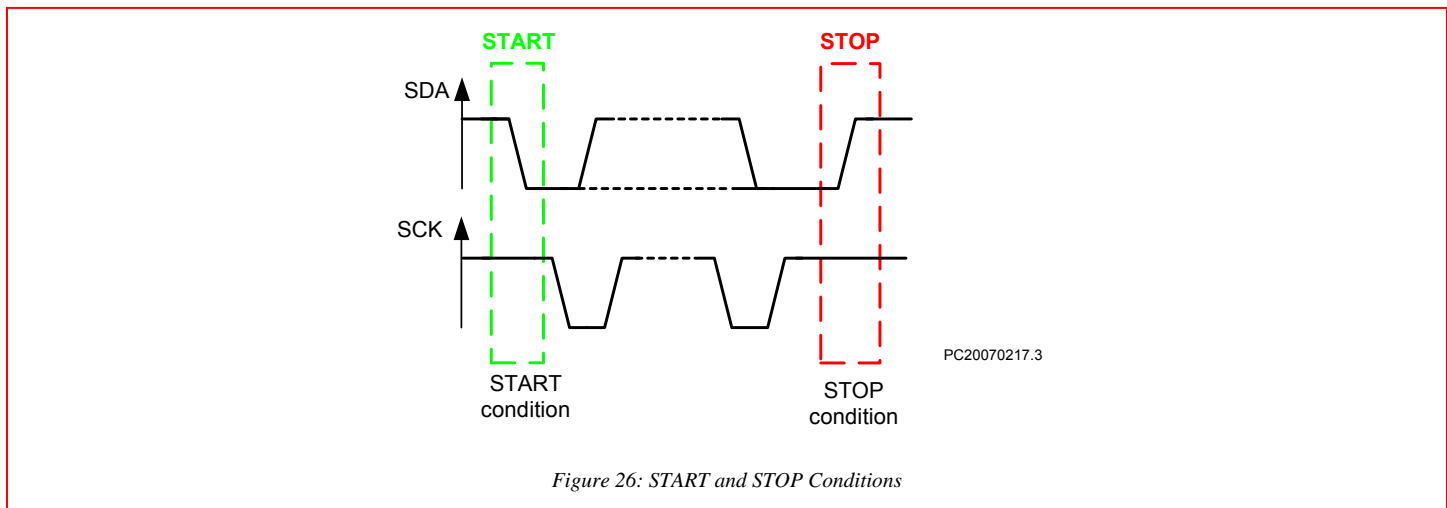 START
STOP
SDA
SCK
PC20070217.3
START
condition
STOP
condition
Figure 26: START and STOP Conditions